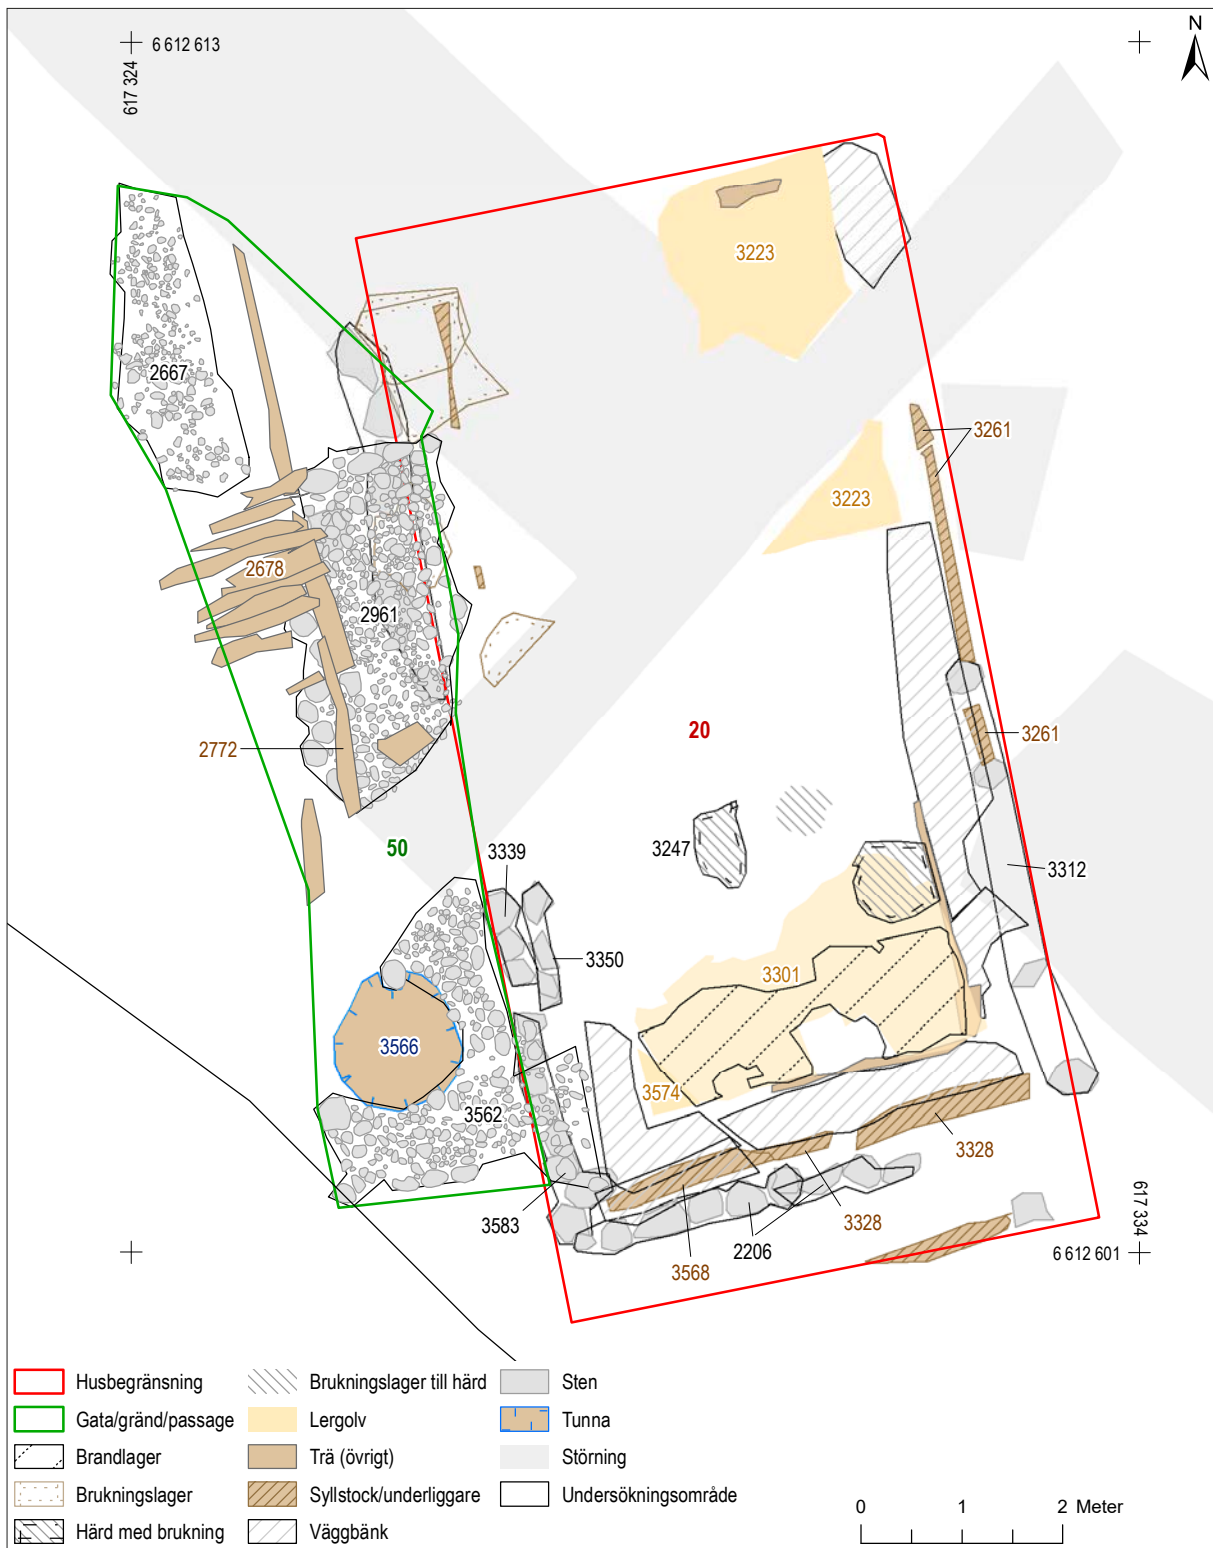 N
6 612 613
617 324
3223
2667
3261
3223
2678
2961
20
3261
2772
50
3339
3247
3312
3350
3301
3566
3574
3562
3328
3583
3328
2206
3568
617 334
6 612 601
Husbegränsning
Gata/gränd/passage
Brandlager
Brukningslager
Härd med brukning
Brukningslager till härd
Lergolv
Trä (övrigt)
Syllstock/underliggare
Väggbänk
Sten
Tunna
Störning
Undersökningsområde
0 1 2 Meter